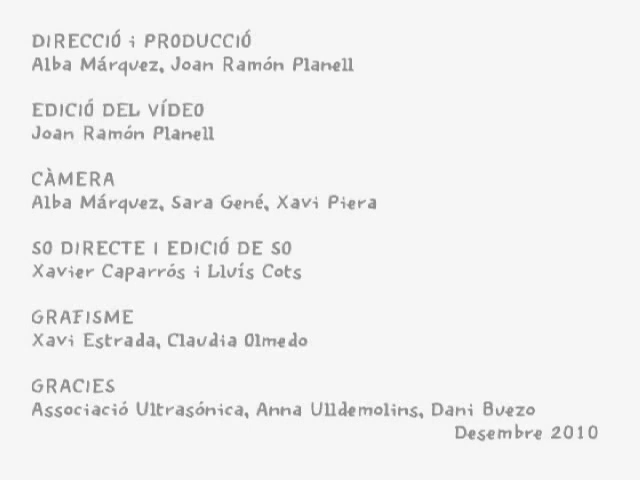 DIRECCIÓ i PRODUCCIÓ
Alba Márquez, Joan Ramón Planell
EDICIÓ DEL VÍDEO
Joan Ramón Planell
CÀMERA
Alba Márquez, Sara Gené, Xavi Piera
SO DIRECTE I EDICIÓ DE SO
Xavier Caparrós i Lluís Cots
GRAFISME
Xavi Estrada, Claudia Olmedo
GRACIES
Associació Ultrasónica, Anna Ulldemolins, Dani Buezo
Desembre 2010